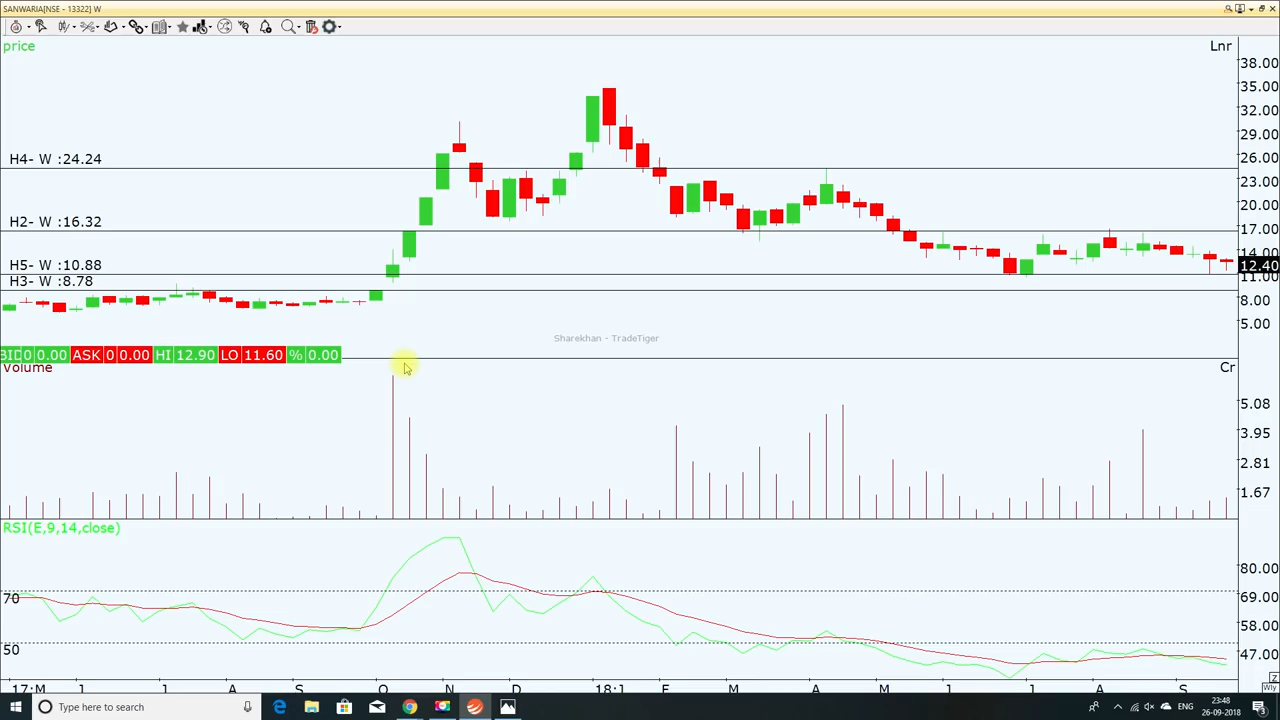 SANWARIA[NSE - 13322] W
price
Lnr
38.00
35.00
32.00
29.00
H4- W :24.24
26.00
23.00
20.00
H2- W :16.32
17.00
14.00
H5- W :10.88
12.40
11.00
H3- W :8.78
8.00
5.00
Sharekhan - TradeTiger
BID 0 0.00 ASK 0 0.00 HI 12.90 LO 11.60 % 0.00
Volume
Cr
5.08
3.95
2.81
1.67
RSI(E,9,14,close)
80.00
70
69.00
58.00
50
47.00
17:M J J A S O N D 18:J F M A M J J A S
Wly
Type here to search
ENG
23:48
26-09-2018
3